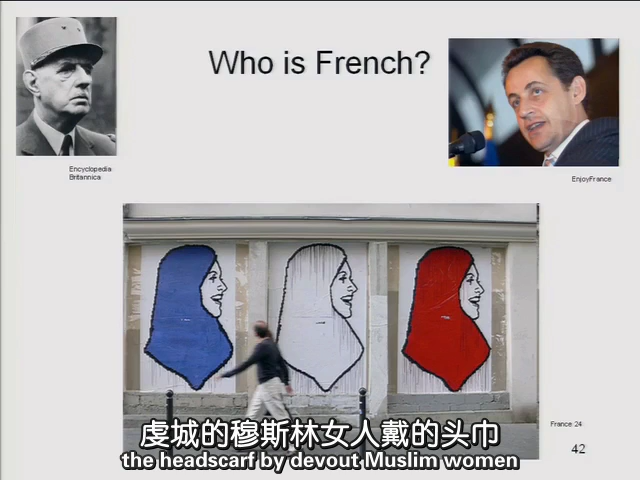 Who is French?
Encyclopedia
Britannica
EnjoyFrance
France 24
42
虔城的穆斯林女人戴的头巾
the headscarf by devout Muslim women